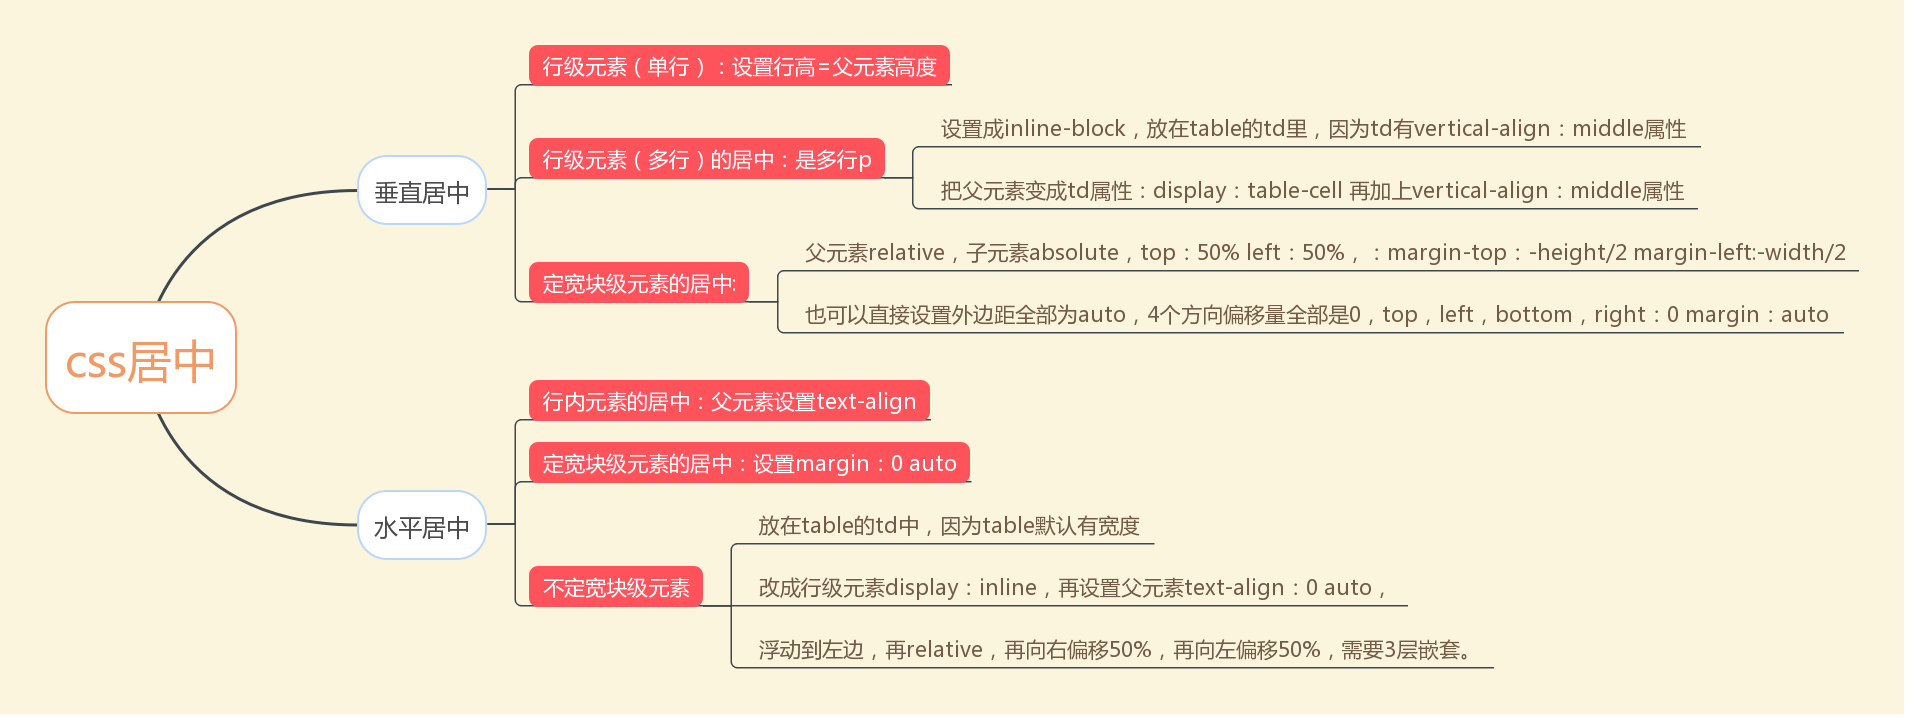 css居中
垂直居中
行级元素（单行）：设置行高=父元素高度
行级元素（多行）的居中：是多行p
设置成inline-block，放在table的td里，因为td有vertical-align：middle属性
把父元素变成td属性：display：table-cell 再加上vertical-align：middle属性
定宽块级元素的居中:
父元素relative，子元素absolute，top：50% left：50%，：margin-top：-height/2 margin-left:-width/2
也可以直接设置外边距全部为auto，4个方向偏移量全部是0，top，left，bottom，right：0 margin：auto
水平居中
行内元素的居中：父元素设置text-align
定宽块级元素的居中：设置margin：0 auto
不定宽块级元素
放在table的td中，因为table默认有宽度
改成行级元素display：inline，再设置父元素text-align：0 auto，
浮动到左边，再relative，再向右偏移50%，再向左偏移50%，需要3层嵌套。